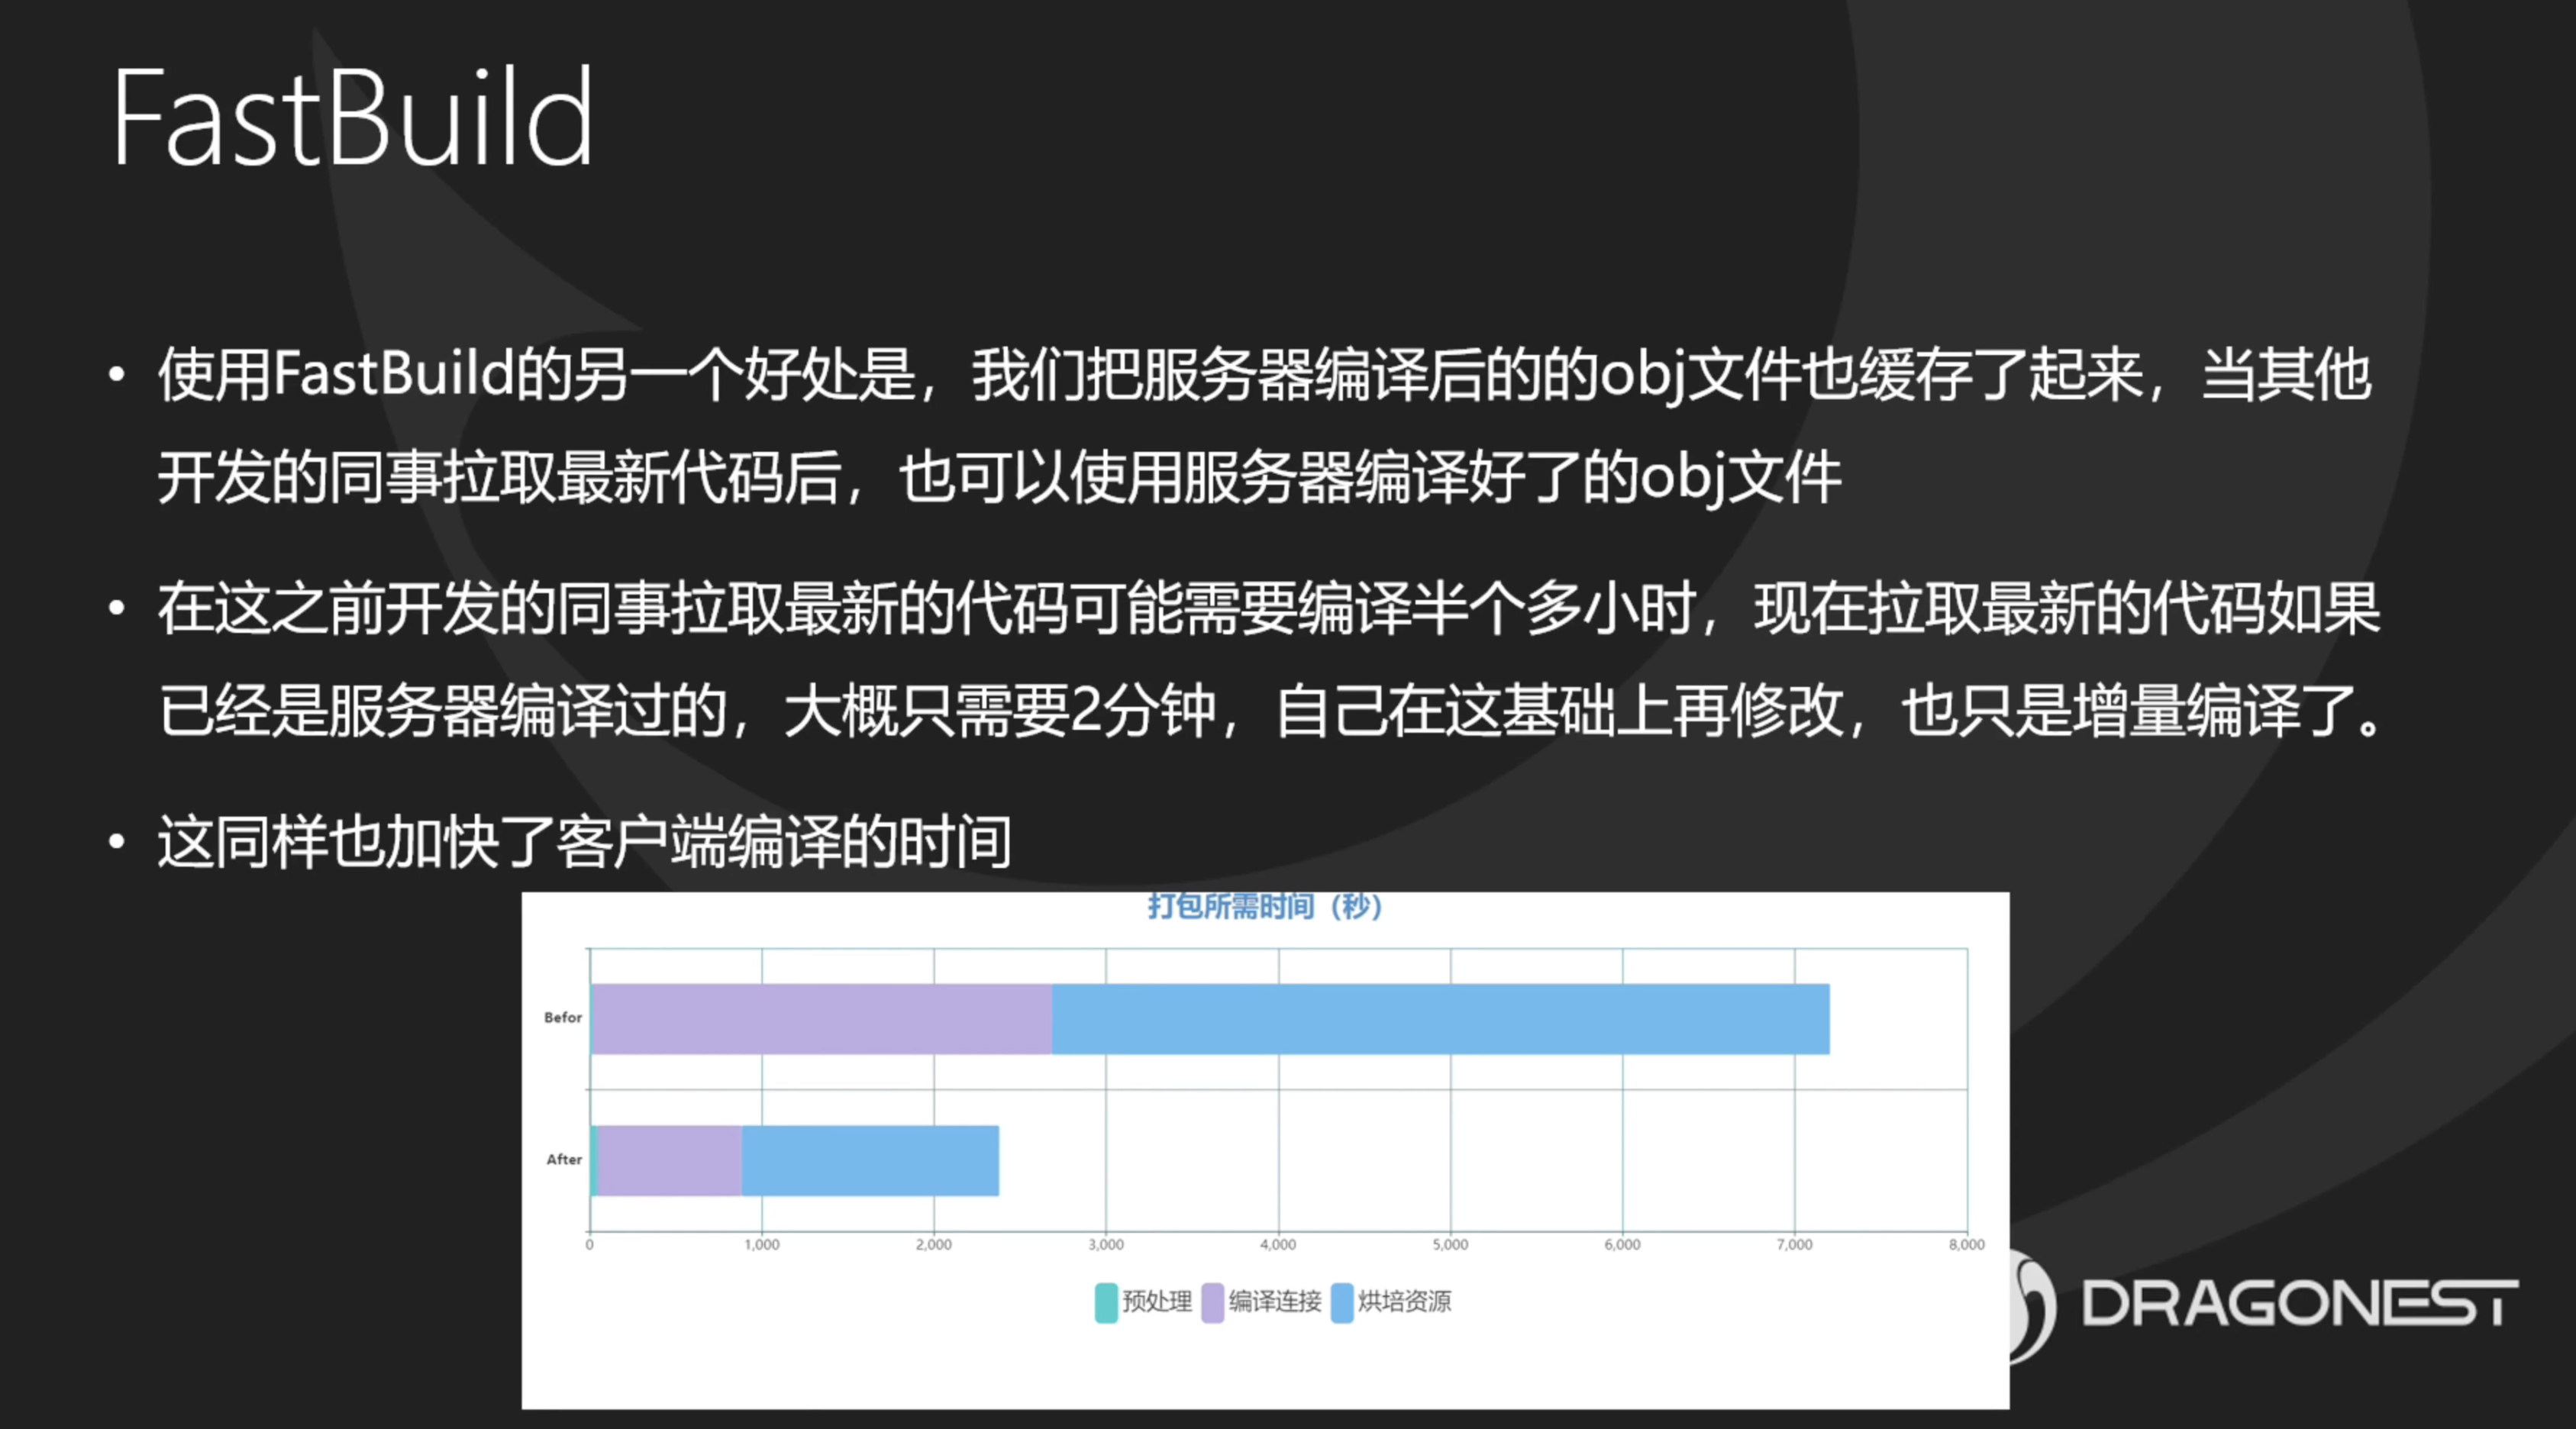 FastBuild
• 使用FastBuild的另一个好处是，我们把服务器编译后的的obj文件也缓存了起来，当其他
开发的同事拉取最新代码后，也可以使用服务器编译好了的obj文件
• 在这之前开发的同事拉取最新的代码可能需要编译半个多小时，现在拉取最新的代码如果
已经是服务器编译过的，大概只需要2分钟，自己在这基础上再修改，也只是增量编译了。
• 这同样也加快了客户端编译的时间
打包所需时间（秒）
Befor
After
0 1,000 2,000 3,000 4,000 5,000 6,000 7,000 8,000
预处理 编译连接 烘培资源
DRAGONEST